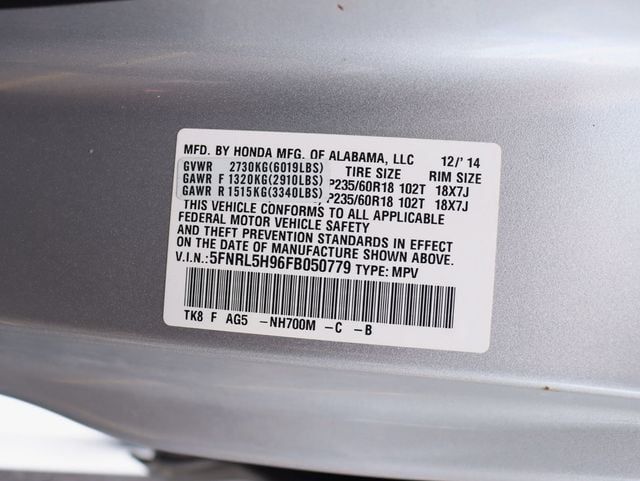 MFD. BY HONDA MFG. OF ALABAMA, LLC 12/'14
GVWR 2730KG(6019LBS) TIRE SIZE RIM SIZE
GAWR F 1320KG(2910LBS) P235/60R18 102T 18X7J
GAWR R 1515KG(3340LBS) P235/60R18 102T 18X7J
THIS VEHICLE CONFORMS TO ALL APPLICABLE
FEDERAL MOTOR VEHICLE SAFETY
AND THEFT PREVENTION STANDARDS IN EFFECT
ON THE DATE OF MANUFACTURE SHOWN ABOVE.
V.I.N.:5FNRL5H96FB050779 TYPE: MPV
TK8 F AG5 -NH700M -C -B